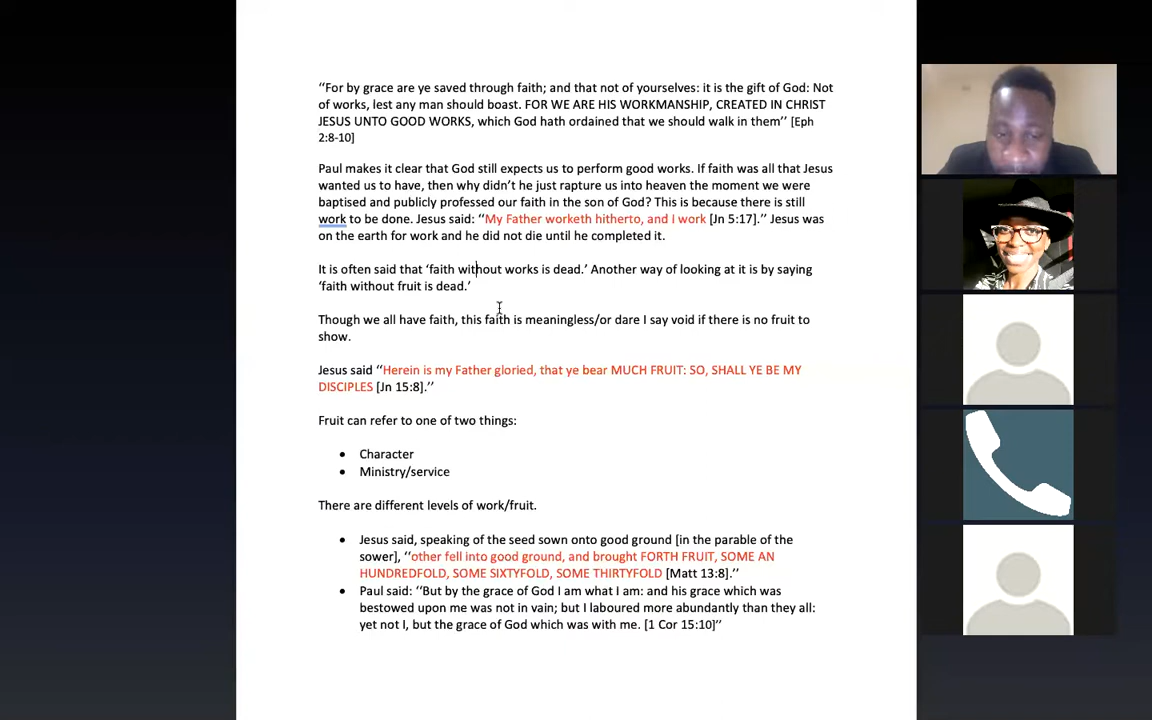 ‘‘For by grace are ye saved through faith; and that not of yourselves: it is the gift of God: Not
of works, lest any man should boast. FOR WE ARE HIS WORKMANSHIP, CREATED IN CHRIST
JESUS UNTO GOOD WORKS, which God hath ordained that we should walk in them’’ [Eph
2:8-10]
Paul makes it clear that God still expects us to perform good works. If faith was all that Jesus
wanted us to have, then why didn’t he just rapture us into heaven the moment we were
baptised and publicly professed our faith in the son of God? This is because there is still
work to be done. Jesus said: ‘‘My Father worketh hitherto, and I work [Jn 5:17].’’ Jesus was
on the earth for work and he did not die until he completed it.
It is often said that ‘faith without works is dead.’ Another way of looking at it is by saying
‘faith without fruit is dead.’
Though we all have faith, this faith is meaningless/or dare I say void if there is no fruit to
show.
Jesus said ‘‘Herein is my Father gloried, that ye bear MUCH FRUIT: SO, SHALL YE BE MY
DISCIPLES [Jn 15:8].’’
Fruit can refer to one of two things:
• Character
• Ministry/service
There are different levels of work/fruit.
• Jesus said, speaking of the seed sown onto good ground [in the parable of the
sower], ‘‘other fell into good ground, and brought FORTH FRUIT, SOME AN
HUNDREDFOLD, SOME SIXTYFOLD, SOME THIRTYFOLD [Matt 13:8].’’
• Paul said: ‘‘But by the grace of God I am what I am: and his grace which was
bestowed upon me was not in vain; but I laboured more abundantly than they all:
yet not I, but the grace of God which was with me. [1 Cor 15:10]’’